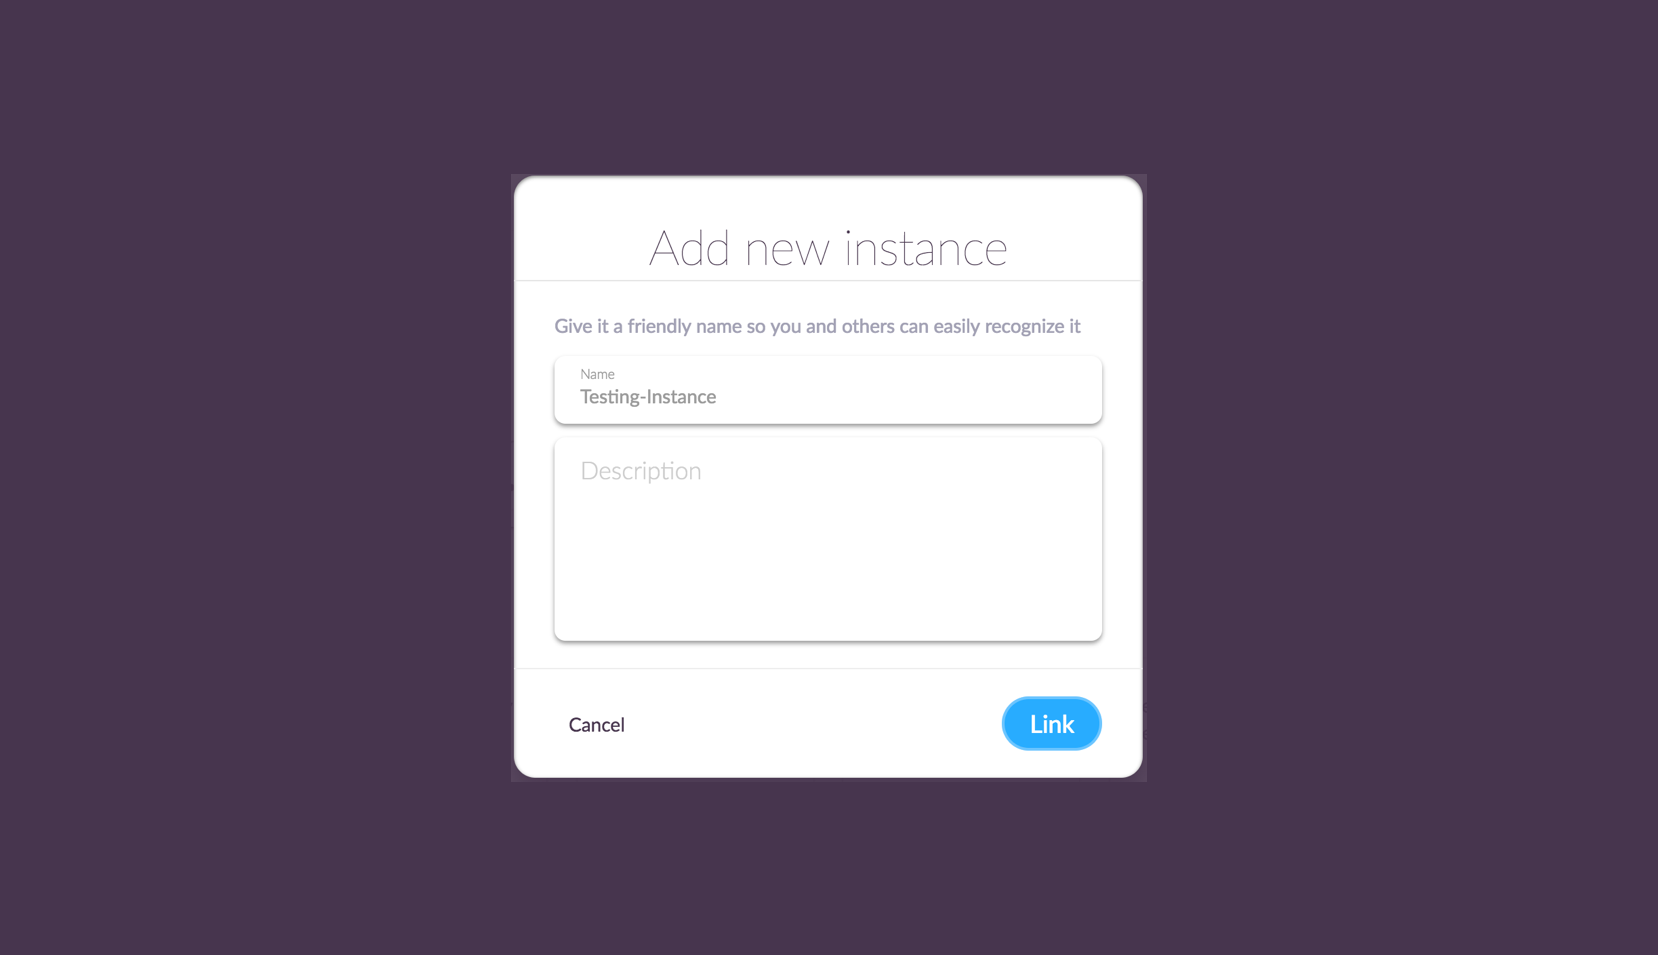 Add new instance
Give it a friendly name so you and others can easily recognize it
Name
Testing-Instance
Description
Cancel
Link